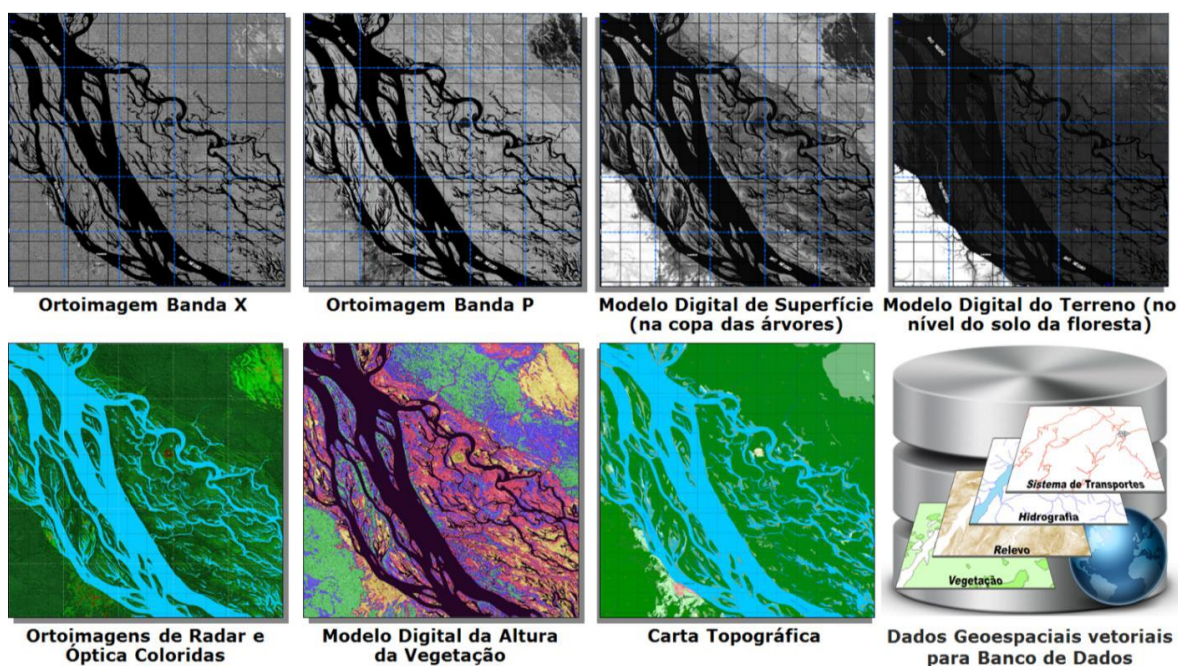 Ortoimagem Banda X
Ortoimagem Banda P
Modelo Digital de Superfície
(na copa das árvores)
Modelo Digital do Terreno (no
nível do solo da floresta)
Sistema de Transportes
Hidrografia
Relevo
Vegetação
Ortoimagens de Radar e
Óptica Coloridas
Modelo Digital da Altura
da Vegetação
Carta Topográfica
Dados Geoespaciais vetoriais
para Banco de Dados